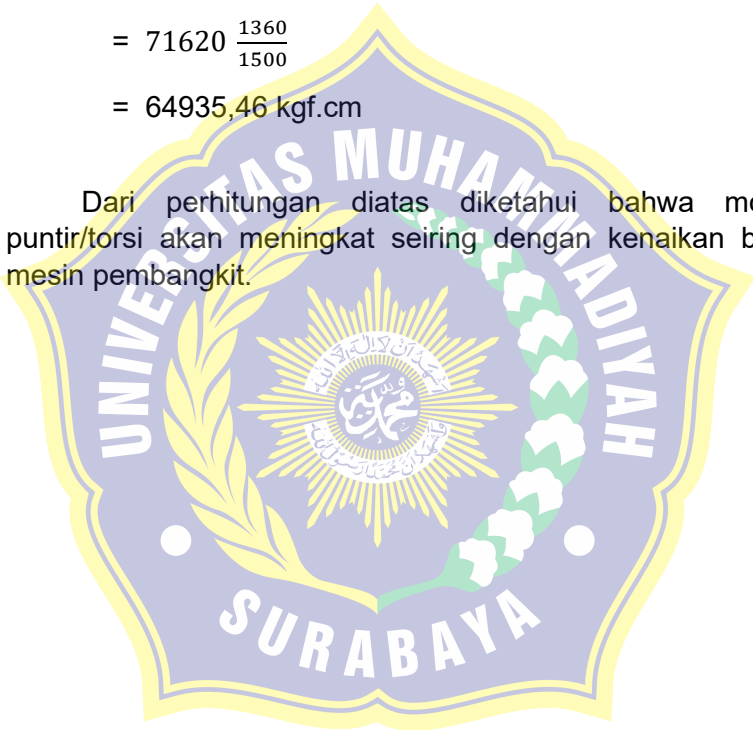 = 71620 1360/1500
= 64935,46 kgf.cm
Dari perhitungan diatas diketahui bahwa
puntir/torsi akan meningkat seiring dengan kenaikan
mesin pembangkit.
UNIVERSITAS MUHAMMADIYAH
SURABAYA